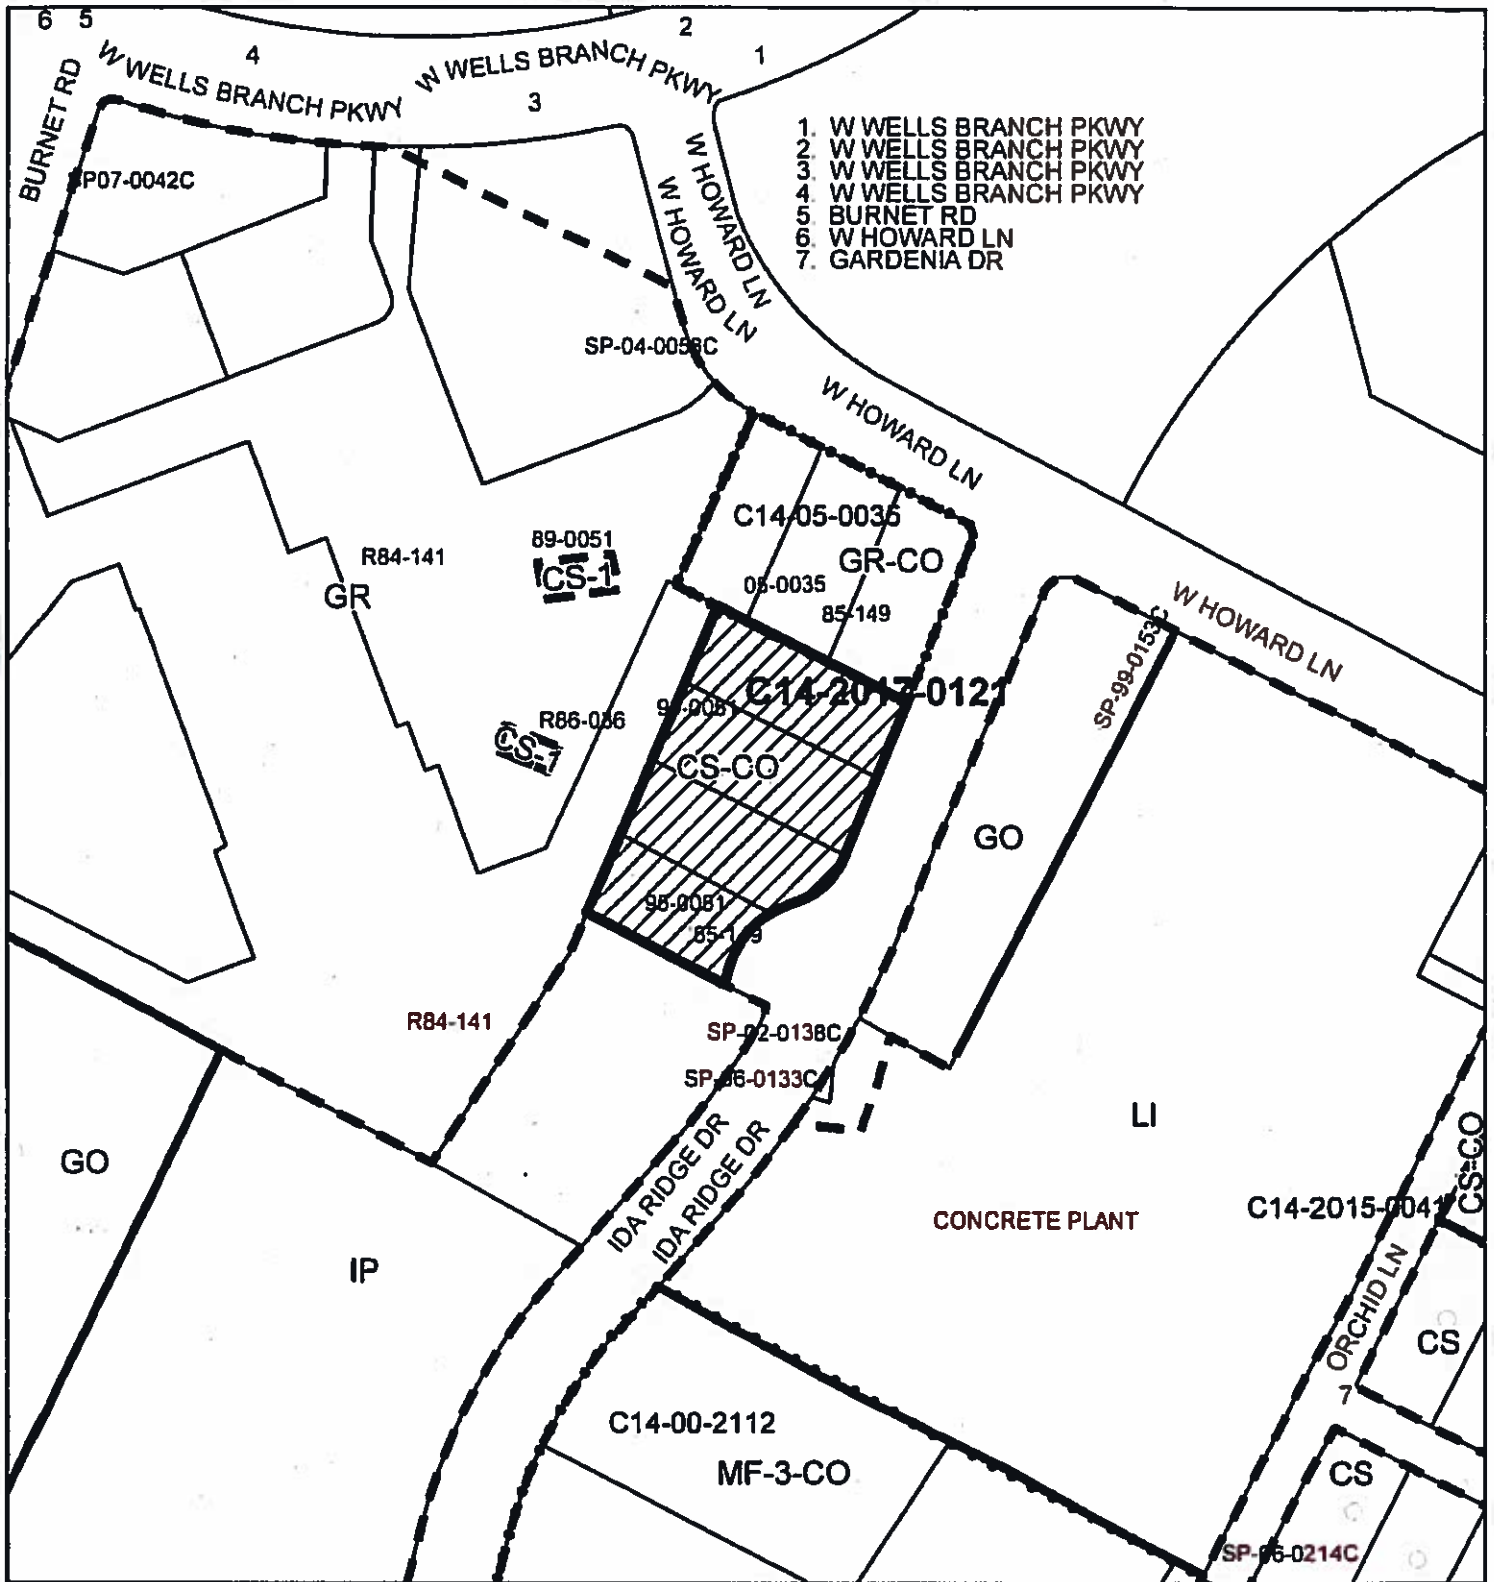 6 5
4
2
1
W WELLS BRANCH PKWY
W WELLS BRANCH PKWY
3
BURNET RD
1. W WELLS BRANCH PKWY
2. W WELLS BRANCH PKWY
3. W WELLS BRANCH PKWY
4. W WELLS BRANCH PKWY
5. BURNET RD
6. W HOWARD LN
7. GARDENIA DR
W HOWARD LN
W HOWARD LN
SP07-0042C
SP-04-0058C
W HOWARD LN
C14-05-0035
GR-CO
05-0035
85-149
89-0051
CS-1
R84-141
GR
W HOWARD LN
SP-99-0153C
C14-2017-0121
R86-036
CS-1
CS-CO
GO
95-0081
85-149
R84-141
SP-02-0138C
SP-96-0133C
IDA RIDGE DR
IDA RIDGE DR
GO
IP
LI
CONCRETE PLANT
C14-2015-0041
CS-CO
ORCHID LN
CS
7
C14-00-2112
MF-3-CO
CS
SP-06-0214C